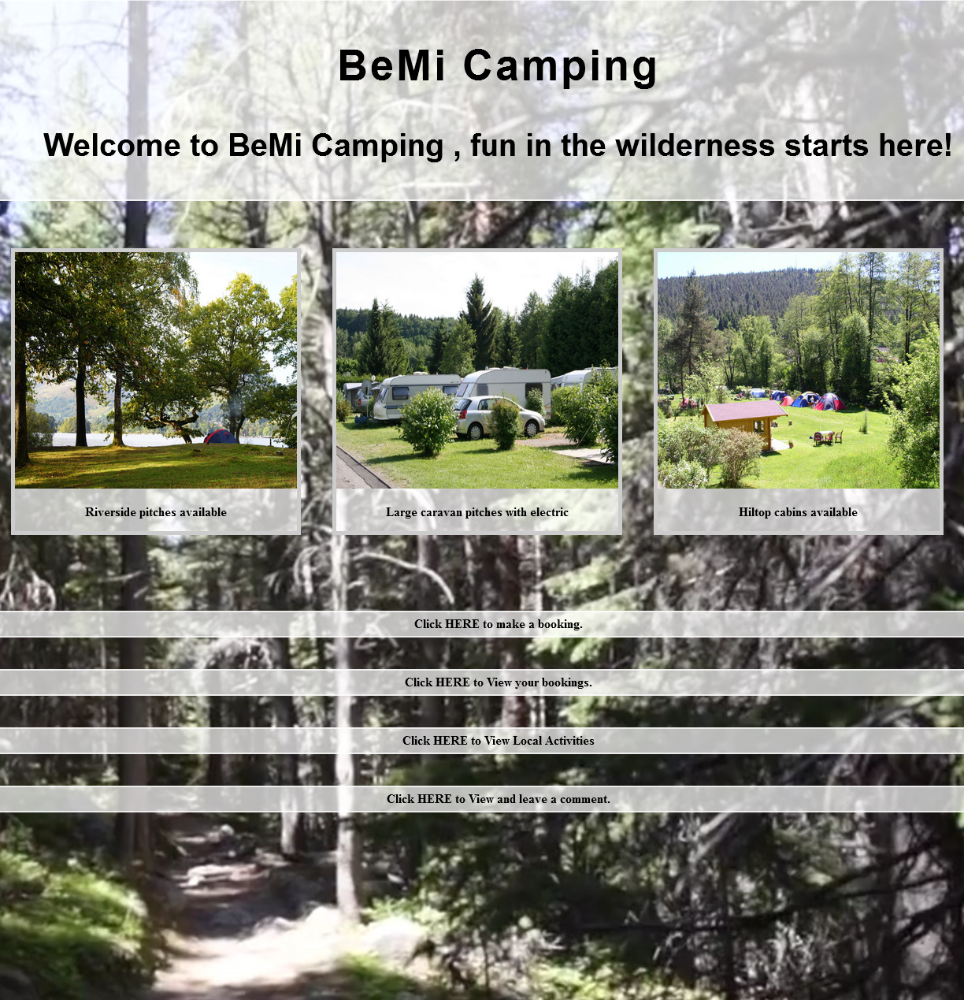 BeMi Camping
Welcome to BeMi Camping , fun in the wilderness starts here!
Riverside pitches available
Large caravan pitches with electric
Hiltop cabins available
Click HERE to make a booking.
Click HERE to View your bookings.
Click HERE to View Local Activities
Click HERE to View and leave a comment.